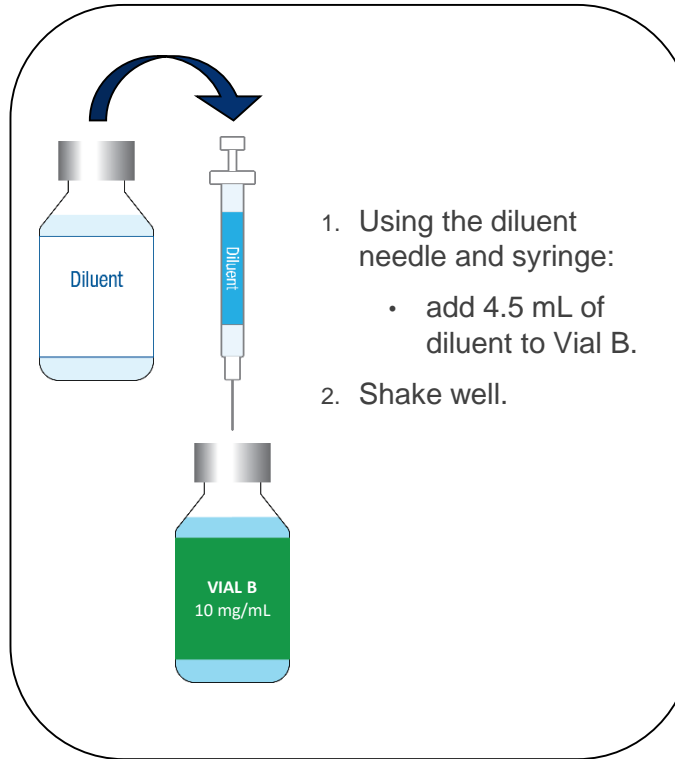 Diluent
Diluent
1. Using the diluent
needle and syringe:
• add 4.5 mL of
diluent to Vial B.
2. Shake well.
VIAL B
10 mg/mL